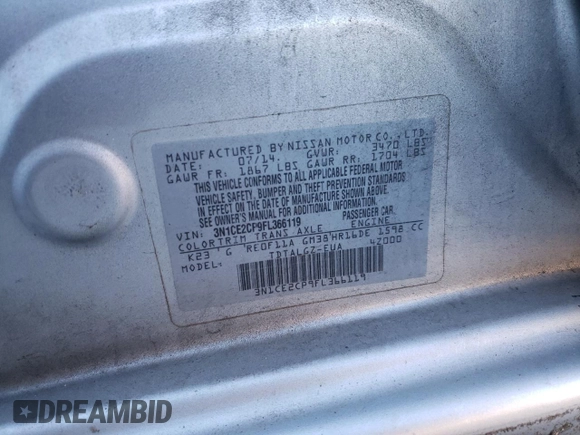 MANUFACTURED BY NISSAN MOTOR CO.,LTD.
DATE: 07/14. GVWR: 3470 LBS
GAWR FR: 1867 LBS GAWR RR: 1704 LBS
THIS VEHICLE CONFORMS TO ALL APPLICABLE FEDERAL MOTOR
VEHICLE SAFETY, BUMPER AND THEFT PREVENTION STANDARDS
IN EFFECT ON THE DATE OF MANUFACTURE SHOWN ABOVE.
SEE OWNER'S MANUAL FOR ADDITIONAL INFORMATION.
VIN: 3N1CE2CP9FL366119 PASSENGER CAR.
COLOR TRIM TRANS AXLE ENGINE
K23 G RE0F11A GM38 HR16DE 1598 CC
MODEL: TDTALGZ-EUA 42000
3N1CE2CP9FL366119
DREAMBID